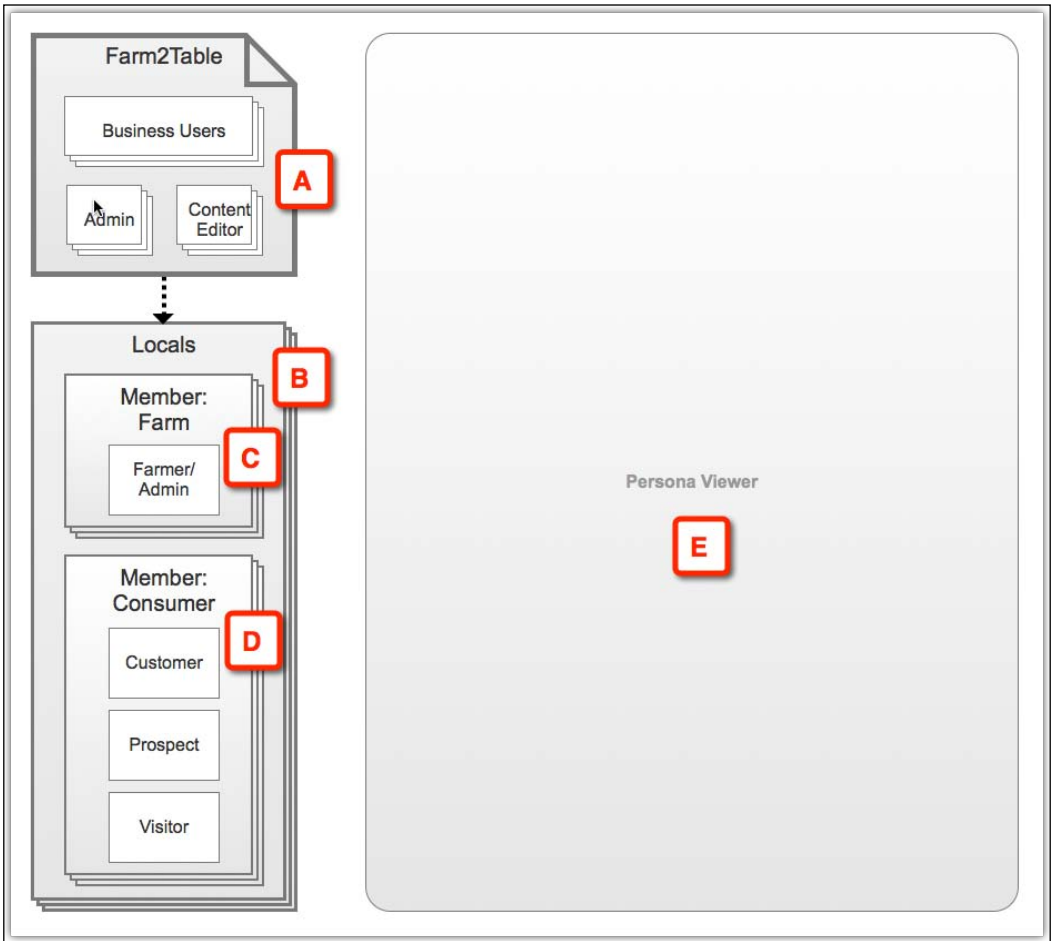 Farm2Table
Business Users
A
Admin
Content
Editor
Locals
B
Member:
Farm
C
Farmer/
Admin
Member:
Consumer
D
Customer
Prospect
Visitor
Persona Viewer
E